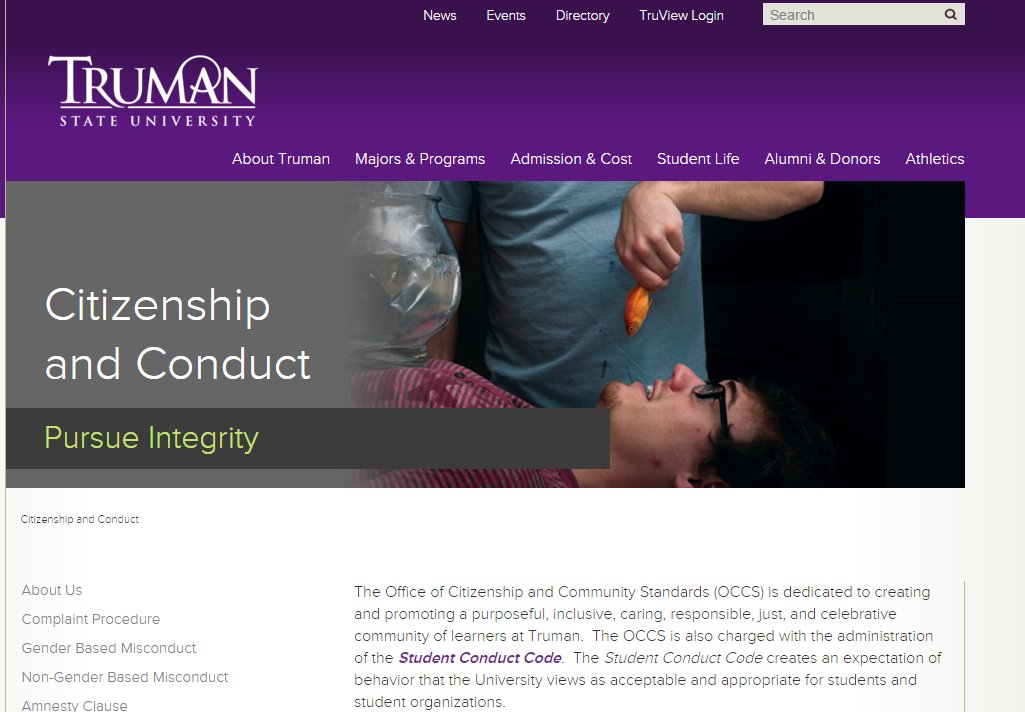 News Events Directory TruView Login Search
TRUMAN
STATE UNIVERSITY
About Truman Majors & Programs Admission & Cost Student Life Alumni & Donors Athletics
Citizenship
and Conduct
Pursue Integrity
Citizenship and Conduct
About Us
Complaint Procedure
Gender Based Misconduct
Non-Gender Based Misconduct
Amnesty Clause
The Office of Citizenship and Community Standards (OCCS) is dedicated to creating
and promoting a purposeful, inclusive, caring, responsible, just, and celebrative
community of learners at Truman. The OCCS is also charged with the administration
of the Student Conduct Code. The Student Conduct Code creates an expectation of
behavior that the University views as acceptable and appropriate for students and
student organizations.